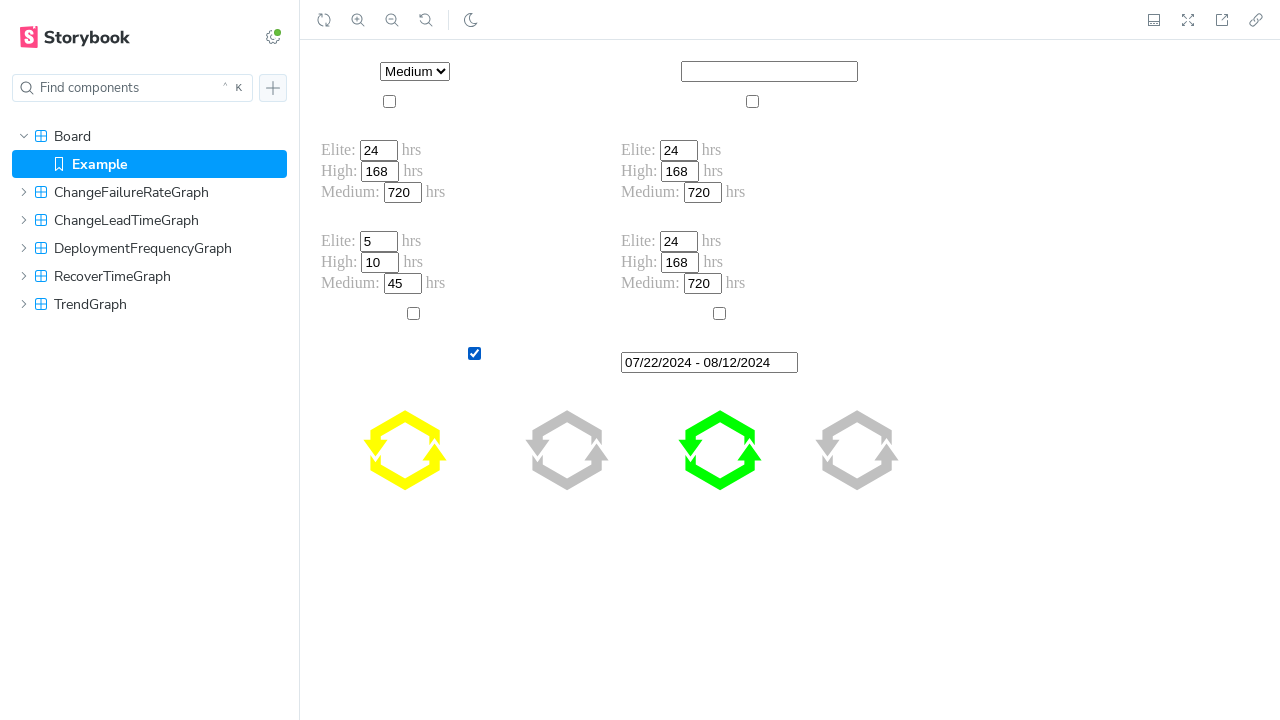 Storybook
Find components
^ K
Board
Example
ChangeFailureRateGraph
ChangeLeadTimeGraph
DeploymentFrequencyGraph
RecoverTimeGraph
TrendGraph
Medium
Elite: 24 hrs
High: 168 hrs
Medium: 720 hrs
Elite: 24 hrs
High: 168 hrs
Medium: 720 hrs
Elite: 5 hrs
High: 10 hrs
Medium: 45 hrs
Elite: 24 hrs
High: 168 hrs
Medium: 720 hrs
07/22/2024 - 08/12/2024